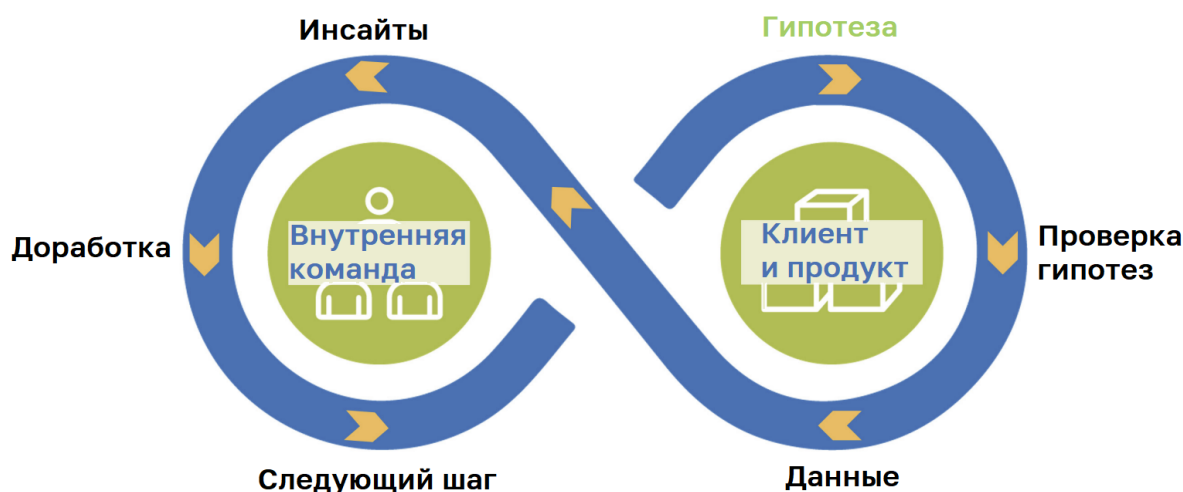 Инсайты
Гипотеза
Доработка
Внутренняя
команда
Клиент
и продукт
Проверка
гипотез
Следующий шаг
Данные